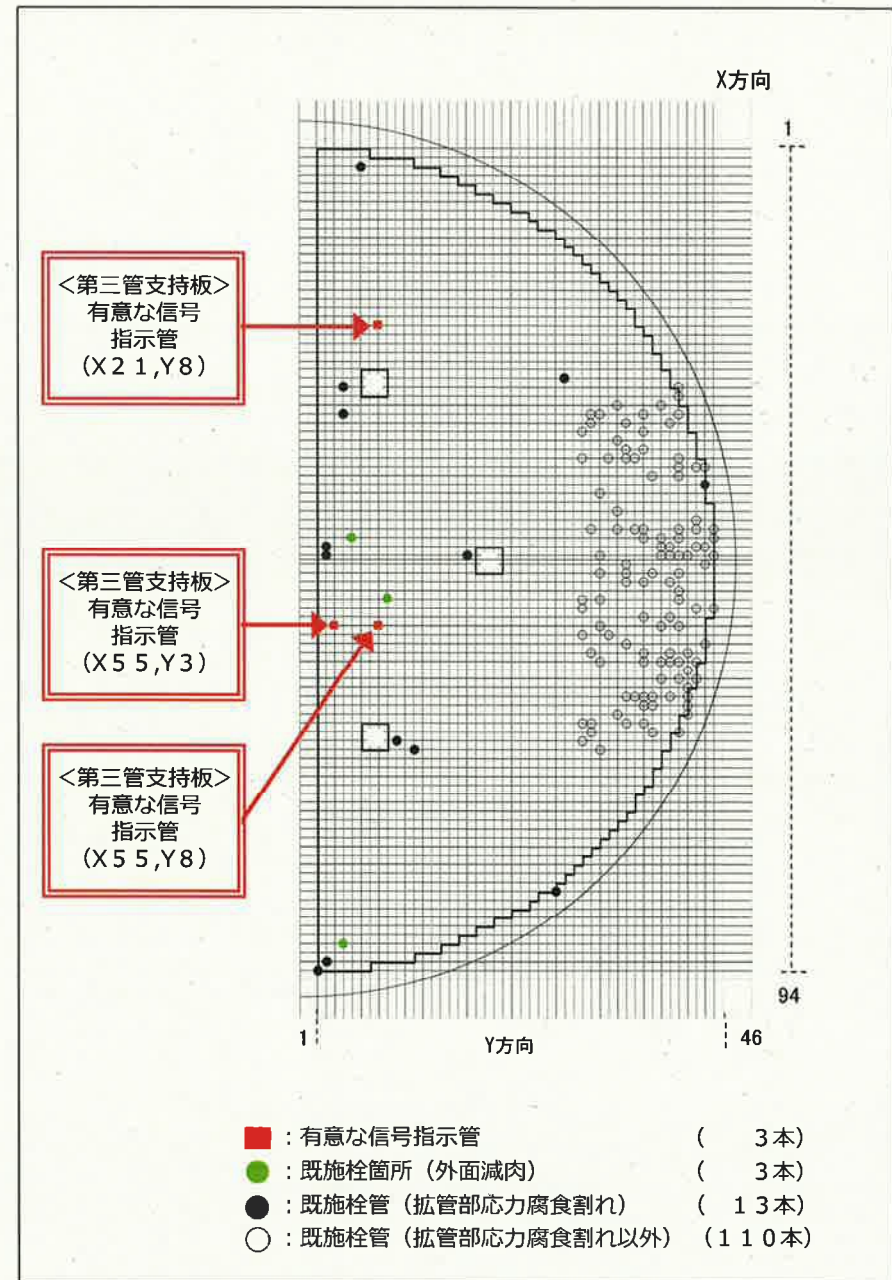 X方向
1
<第三管支持板>
有意な信号
指示管
(X21,Y8)
<第三管支持板>
有意な信号
指示管
(X55,Y3)
<第三管支持板>
有意な信号
指示管
(X55,Y8)
94
1 Y方向 46
:有意な信号指示管 ( 3本)
:既施栓箇所(外面減肉) ( 3本)
:既施栓管(拡管部応力腐食割れ) ( 13本)
:既施栓管(拡管部応力腐食割れ以外) (110本)